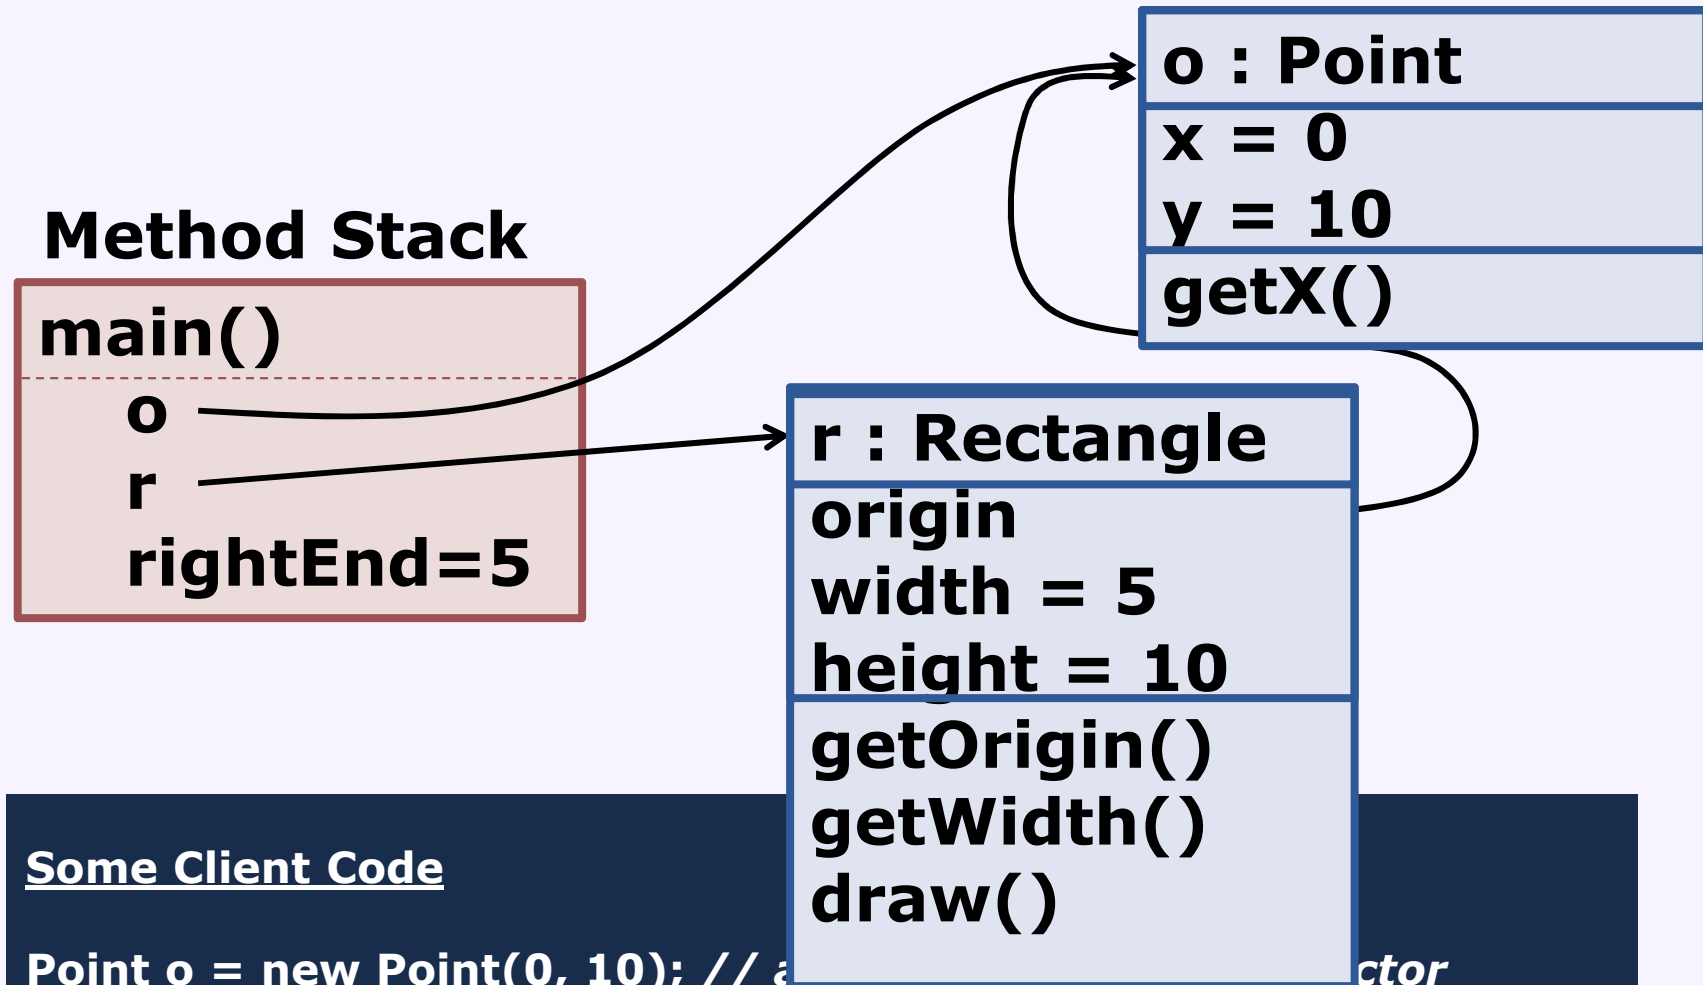 o : Point
x = 0
y = 10
getX()
Method Stack
main()
o
r
rightEnd=5
r : Rectangle
origin
width = 5
height = 10
getOrigin()
getWidth()
draw()
Some Client Code
Point o = new Point(0, 10); //